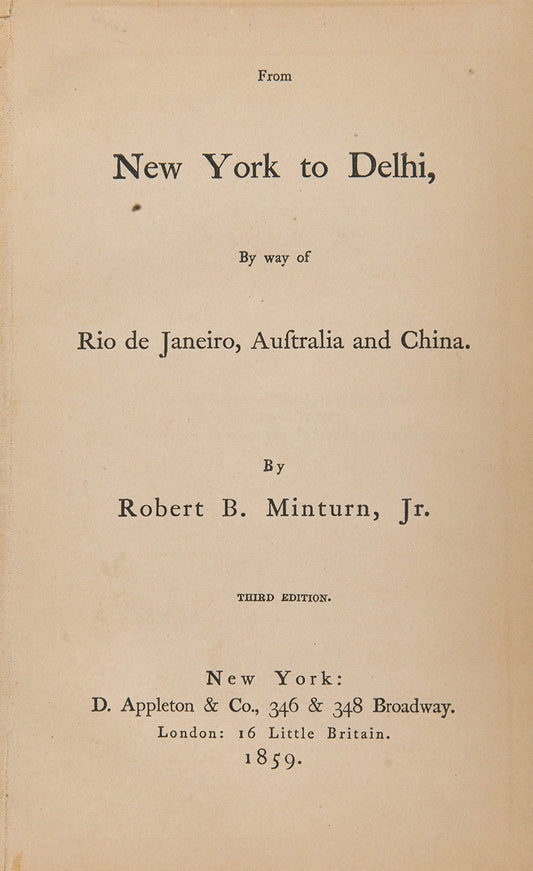 From
New York to Delhi,
By way of
Rio de Janeiro, Auſtralia and China.
By
Robert B. Minturn, Jr.
THIRD EDITION.
New York:
D. Appleton & Co., 346 & 348 Broadway.
London: 16 Little Britain.
1859.